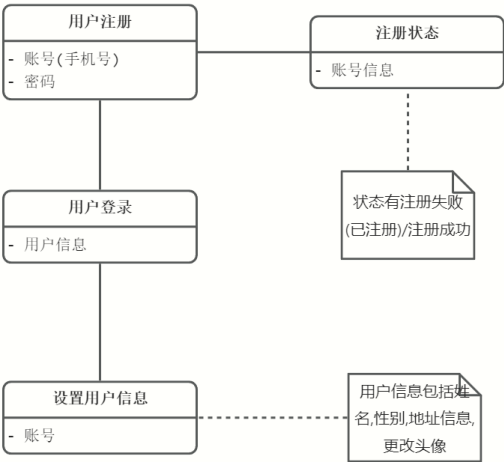 用户注册
- 账号(手机号)
- 密码
注册状态
- 账号信息
状态有注册失败
(已注册)/注册成功
用户登录
- 用户信息
设置用户信息
- 账号
用户信息包括姓
名,性别,地址信息,
更改头像